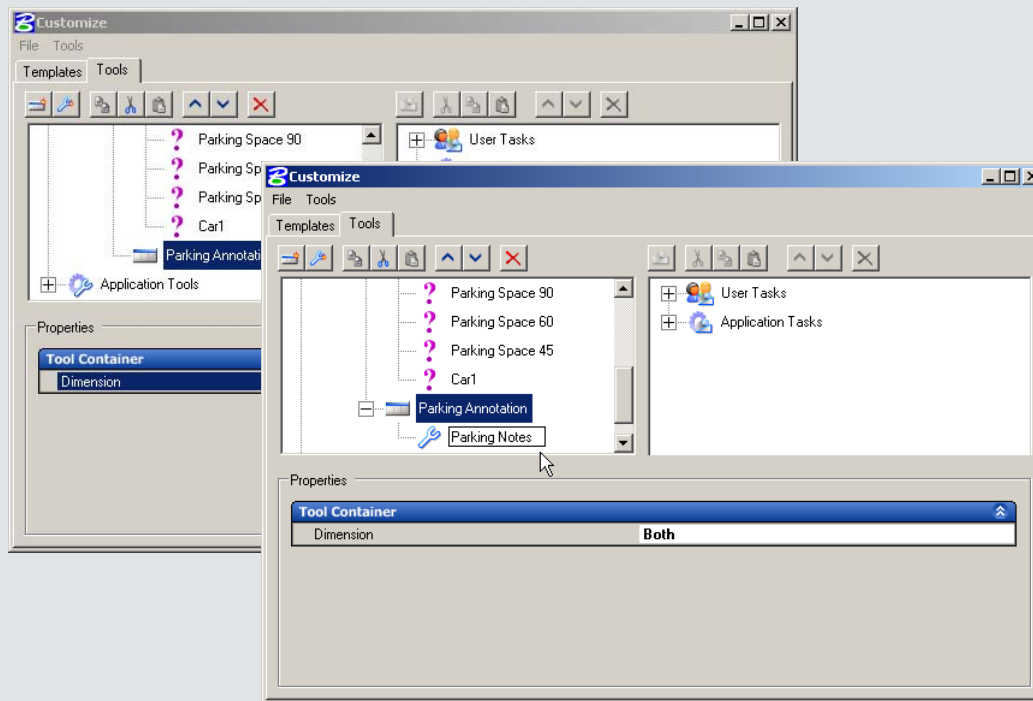 Customize
File Tools
Templates Tools
Parking Space 90
Parking Sp
Parking Sp
Car1
Parking Annotati
Application Tools
User Tasks
Properties
Tool Container
Dimension
Customize
File Tools
Templates Tools
Parking Space 90
Parking Space 60
Parking Space 45
Car1
Parking Annotation
Parking Notes
User Tasks
Application Tasks
Properties
Tool Container
Dimension Both